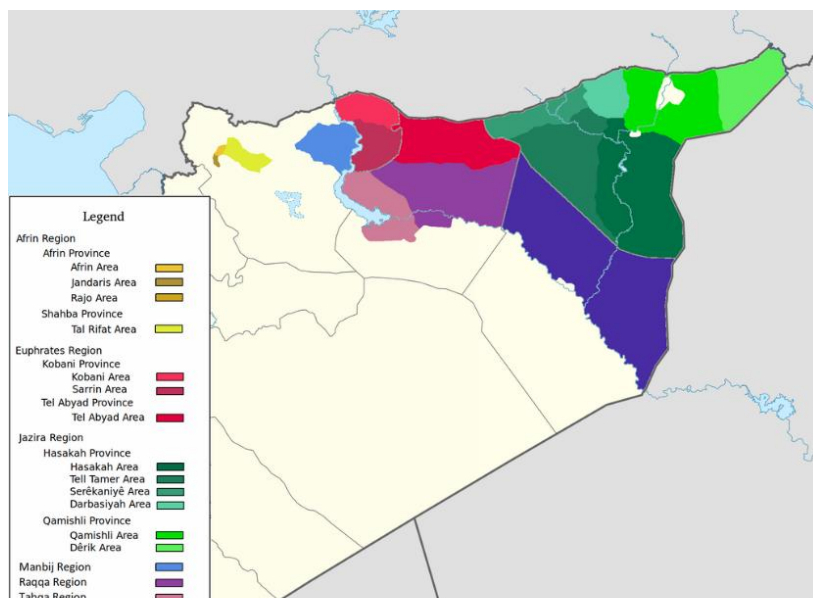 Legend
Afrin Region
Afrin Province
Afrin Area
Jandaris Area
Rajo Area
Shahba Province
Tal Rifat Area
Euphrates Region
Kobani Province
Kobani Area
Sarrin Area
Tel Abyad Province
Tel Abyad Area
Jazira Region
Hasakah Province
Hasakah Area
Tell Tamer Area
Serêkaniyê Area
Darbasiyah Area
Qamishli Province
Qamishli Area
Dêrik Area
Manbij Region
Raqqa Region
Tabqa Region